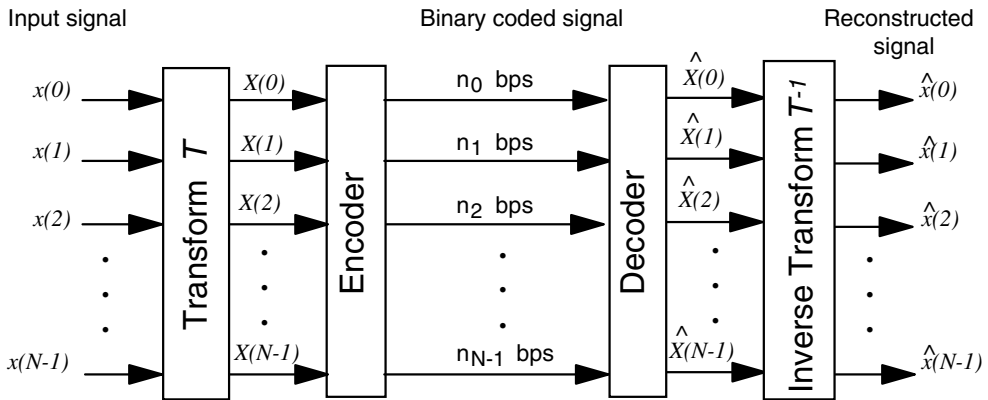 Input signal Binary coded signal Reconstructed signal
x(0) X(0) n0 bps X̂(0) x̂(0)
x(1) X(1) n1 bps X̂(1) x̂(1)
x(2) X(2) n2 bps X̂(2) x̂(2)
x(N-1) X(N-1) nN-1 bps X̂(N-1) x̂(N-1)
Transform T
Encoder
Decoder
Inverse Transform T-1